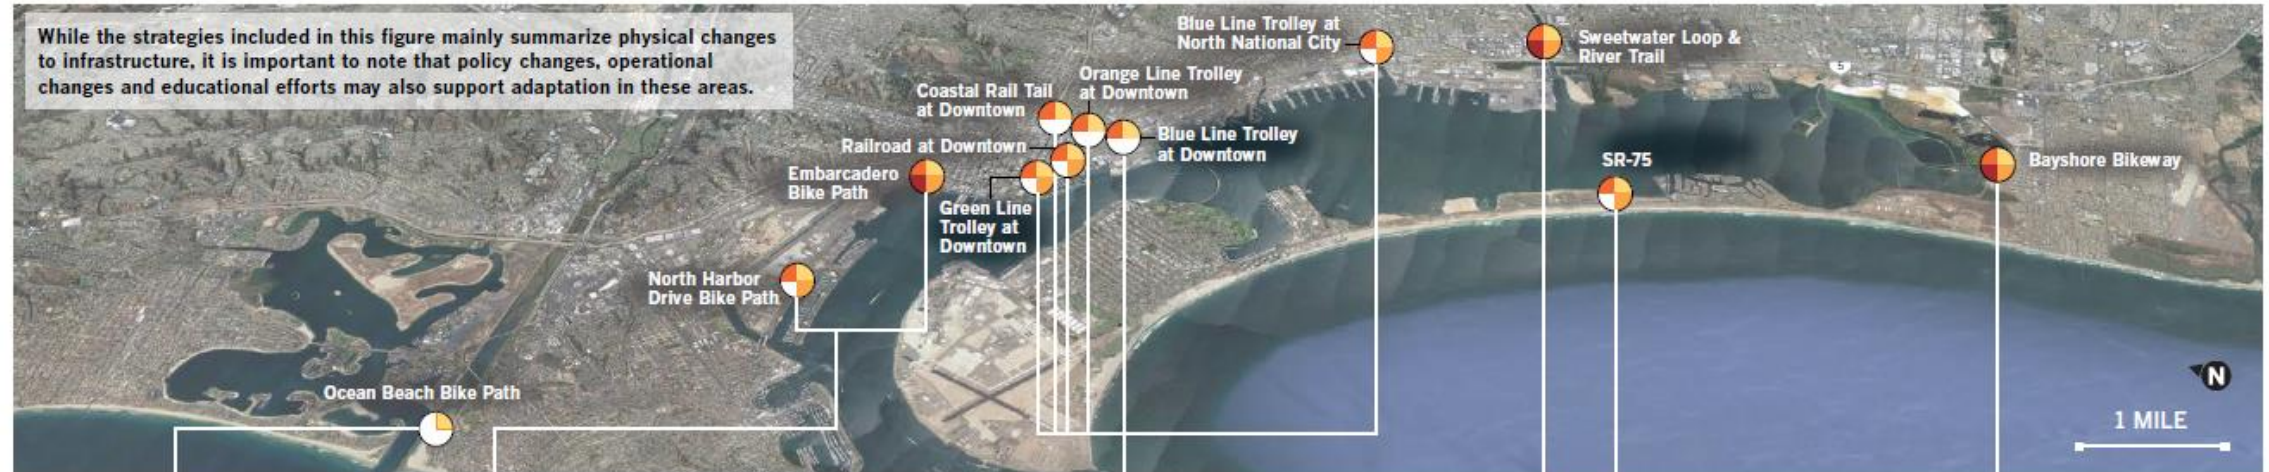 While the strategies included in this figure mainly summarize physical changes
to infrastructure, it is important to note that policy changes, operational
changes and educational efforts may also support adaptation in these areas.
Blue Line Trolley at
North National City
Sweetwater Loop &
River Trail
5
Orange Line Trolley
at Downtown
Coastal Rail Tail
at Downtown
Blue Line Trolley
at Downtown
Railroad at Downtown
Embarcadero
Bike Path
SR-75
Bayshore Bikeway
Green Line
Trolley at
Downtown
North Harbor
Drive Bike Path
Ocean Beach Bike Path
N
1 MILE